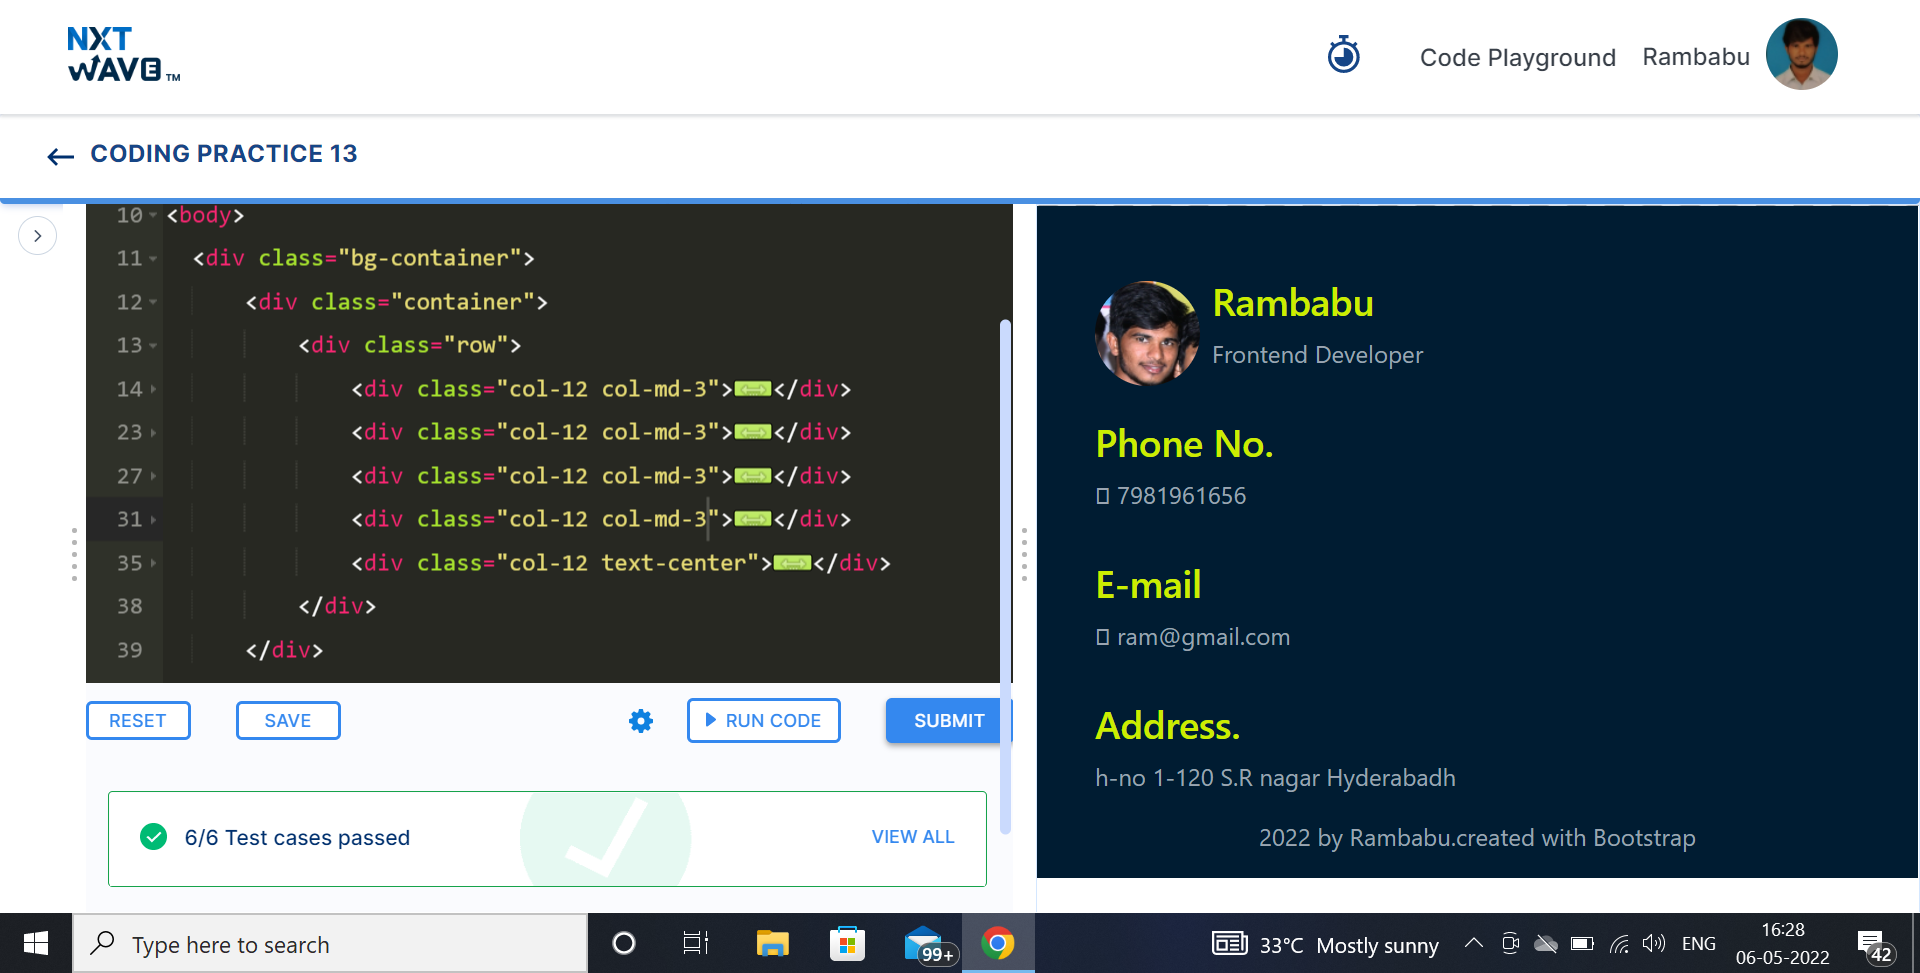 NXT
WAVE TM
Code Playground Rambabu
CODING PRACTICE 13
10 <body>
11 <div class="bg-container">
12 <div class="container">
13 <div class="row">
14 <div class="col-12 col-md-3"></div>
23 <div class="col-12 col-md-3"></div>
27 <div class="col-12 col-md-3"></div>
31 <div class="col-12 col-md-3"></div>
35 <div class="col-12 text-center"></div>
38 </div>
39 </div>
RESET SAVE RUN CODE SUBMIT
6/6 Test cases passed VIEW ALL
Rambabu
Frontend Developer
Phone No.
7981961656
E-mail
ram@gmail.com
Address.
h-no 1-120 S.R nagar Hyderabadh
2022 by Rambabu.created with Bootstrap
Type here to search
99+
33°C Mostly sunny
ENG
16:28
06-05-2022
42